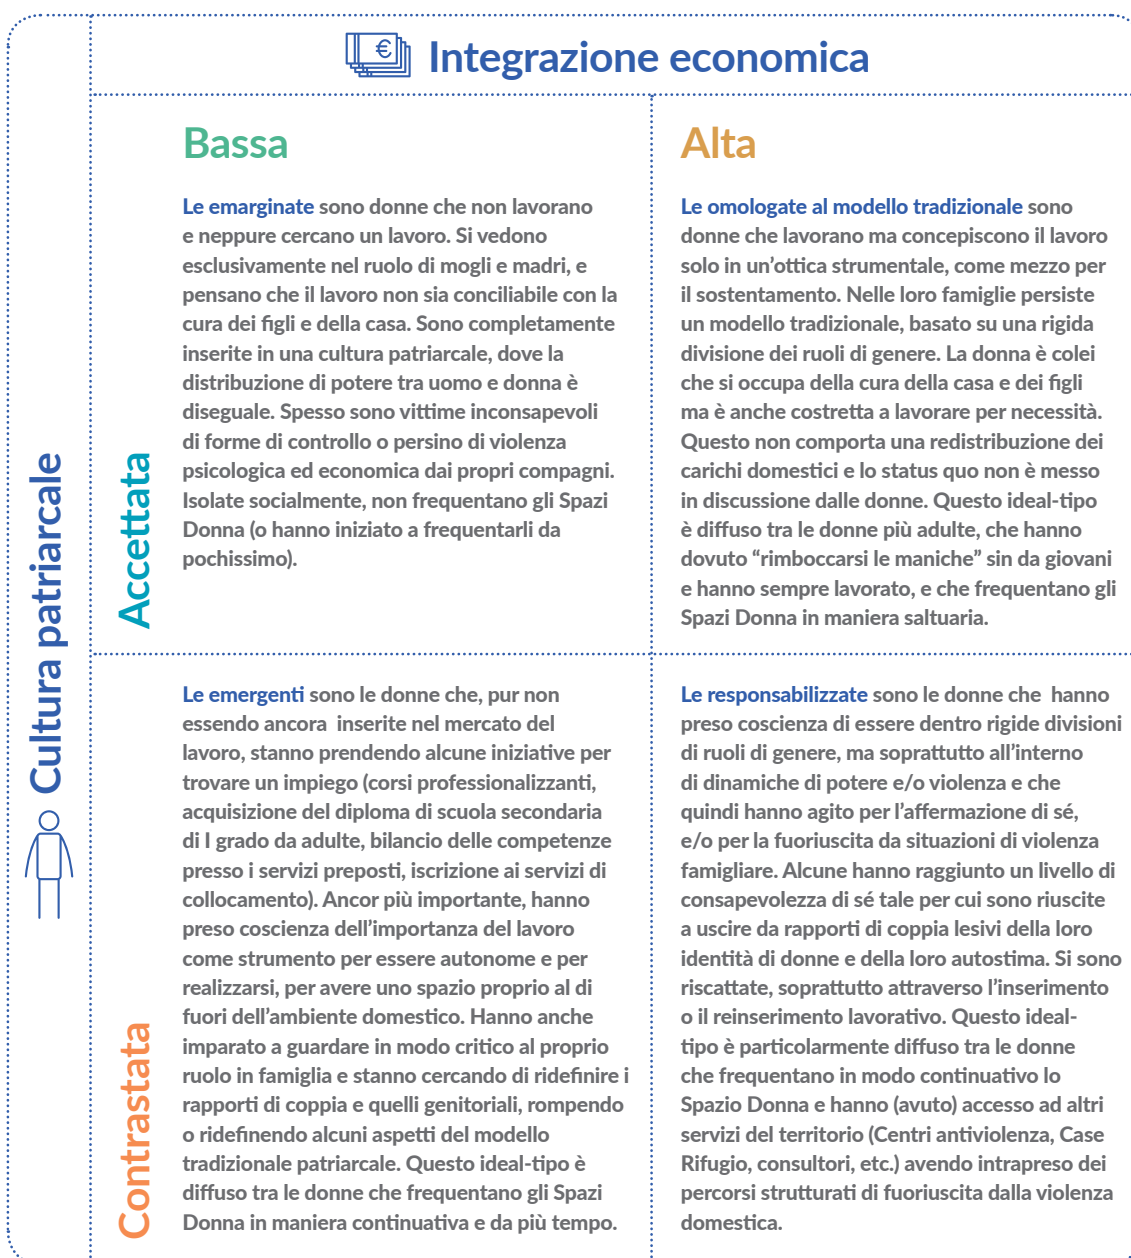 Integrazione economica
Cultura patriarcale
Bassa
Alta
Accettata
Le emarginate sono donne che non lavorano
e neppure cercano un lavoro. Si vedono
esclusivamente nel ruolo di mogli e madri, e
pensano che il lavoro non sia conciliabile con la
cura dei figli e della casa. Sono completamente
inserite in una cultura patriarcale, dove la
distribuzione di potere tra uomo e donna è
diseguale. Spesso sono vittime inconsapevoli
di forme di controllo o persino di violenza
psicologica ed economica dai propri compagni.
Isolate socialmente, non frequentano gli Spazi
Donna (o hanno iniziato a frequentarli da
pochissimo).
Le omologate al modello tradizionale sono
donne che lavorano ma concepiscono il lavoro
solo in un’ottica strumentale, come mezzo per
il sostentamento. Nelle loro famiglie persiste
un modello tradizionale, basato su una rigida
divisione dei ruoli di genere. La donna è colei
che si occupa della cura della casa e dei figli
ma è anche costretta a lavorare per necessità.
Questo non comporta una redistribuzione dei
carichi domestici e lo status quo non è messo
in discussione dalle donne. Questo ideal-tipo
è diffuso tra le donne più adulte, che hanno
dovuto “rimboccarsi le maniche” sin da giovani
e hanno sempre lavorato, e che frequentano gli
Spazi Donna in maniera saltuaria.
Contrastata
Le emergenti sono le donne che, pur non
essendo ancora  inserite nel mercato del
lavoro, stanno prendendo alcune iniziative per
trovare un impiego (corsi professionalizzanti,
acquisizione del diploma di scuola secondaria
di I grado da adulte, bilancio delle competenze
presso i servizi preposti, iscrizione ai servizi di
collocamento). Ancor più importante, hanno
preso coscienza dell’importanza del lavoro
come strumento per essere autonome e per
realizzarsi, per avere uno spazio proprio al di
fuori dell’ambiente domestico. Hanno anche
imparato a guardare in modo critico al proprio
ruolo in famiglia e stanno cercando di ridefinire i
rapporti di coppia e quelli genitoriali, rompendo
o ridefinendo alcuni aspetti del modello
tradizionale patriarcale. Questo ideal-tipo è
diffuso tra le donne che frequentano gli Spazi
Donna in maniera continuativa e da più tempo.
Le responsabilizzate sono le donne che  hanno
preso coscienza di essere dentro rigide divisioni
di ruoli di genere, ma soprattutto all’interno
di dinamiche di potere e/o violenza e che
quindi hanno agito per l’affermazione di sé,
e/o per la fuoriuscita da situazioni di violenza
famigliare. Alcune hanno raggiunto un livello di
consapevolezza di sé tale per cui sono riuscite
a uscire da rapporti di coppia lesivi della loro
identità di donne e della loro autostima. Si sono
riscattate, soprattutto attraverso l’inserimento
o il reinserimento lavorativo. Questo ideal-
tipo è particolarmente diffuso tra le donne
che frequentano in modo continuativo lo
Spazio Donna e hanno (avuto) accesso ad altri
servizi del territorio (Centri antiviolenza, Case
Rifugio, consultori, etc.) avendo intrapreso dei
percorsi strutturati di fuoriuscita dalla violenza
domestica.